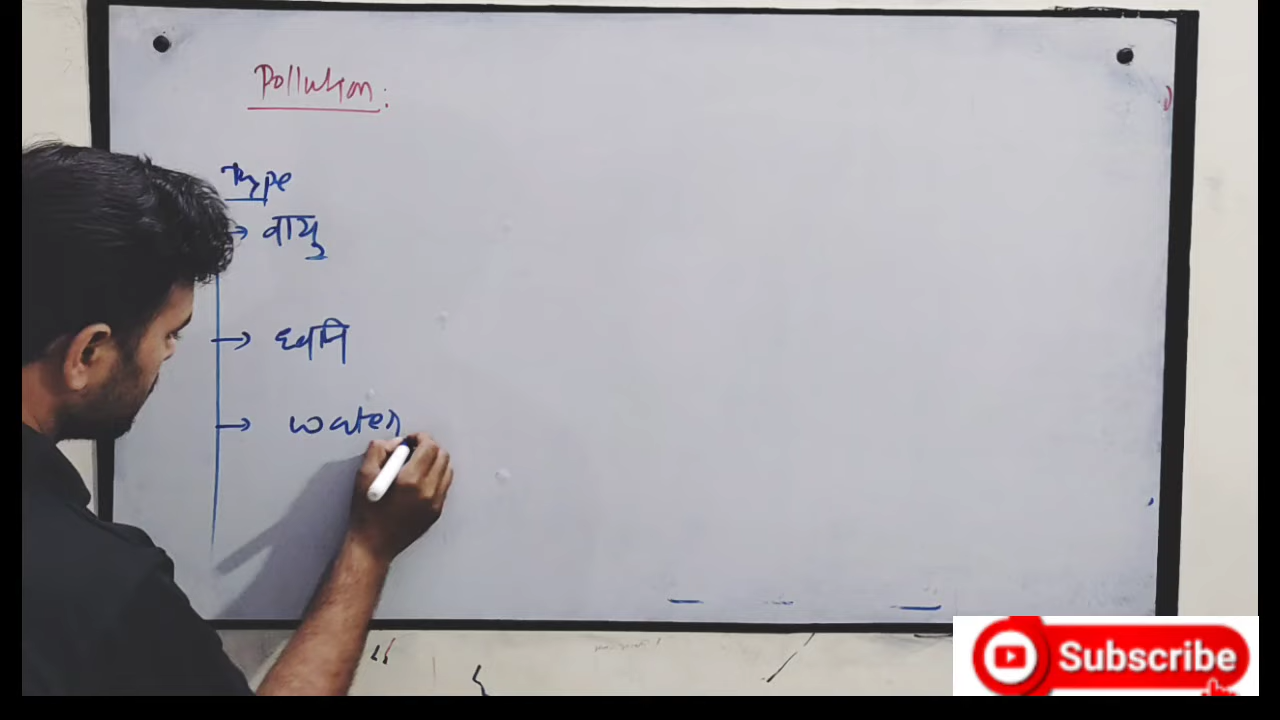 Pollution:
Type
→ वायु
→ ध्वनि
→ water
Subscribe